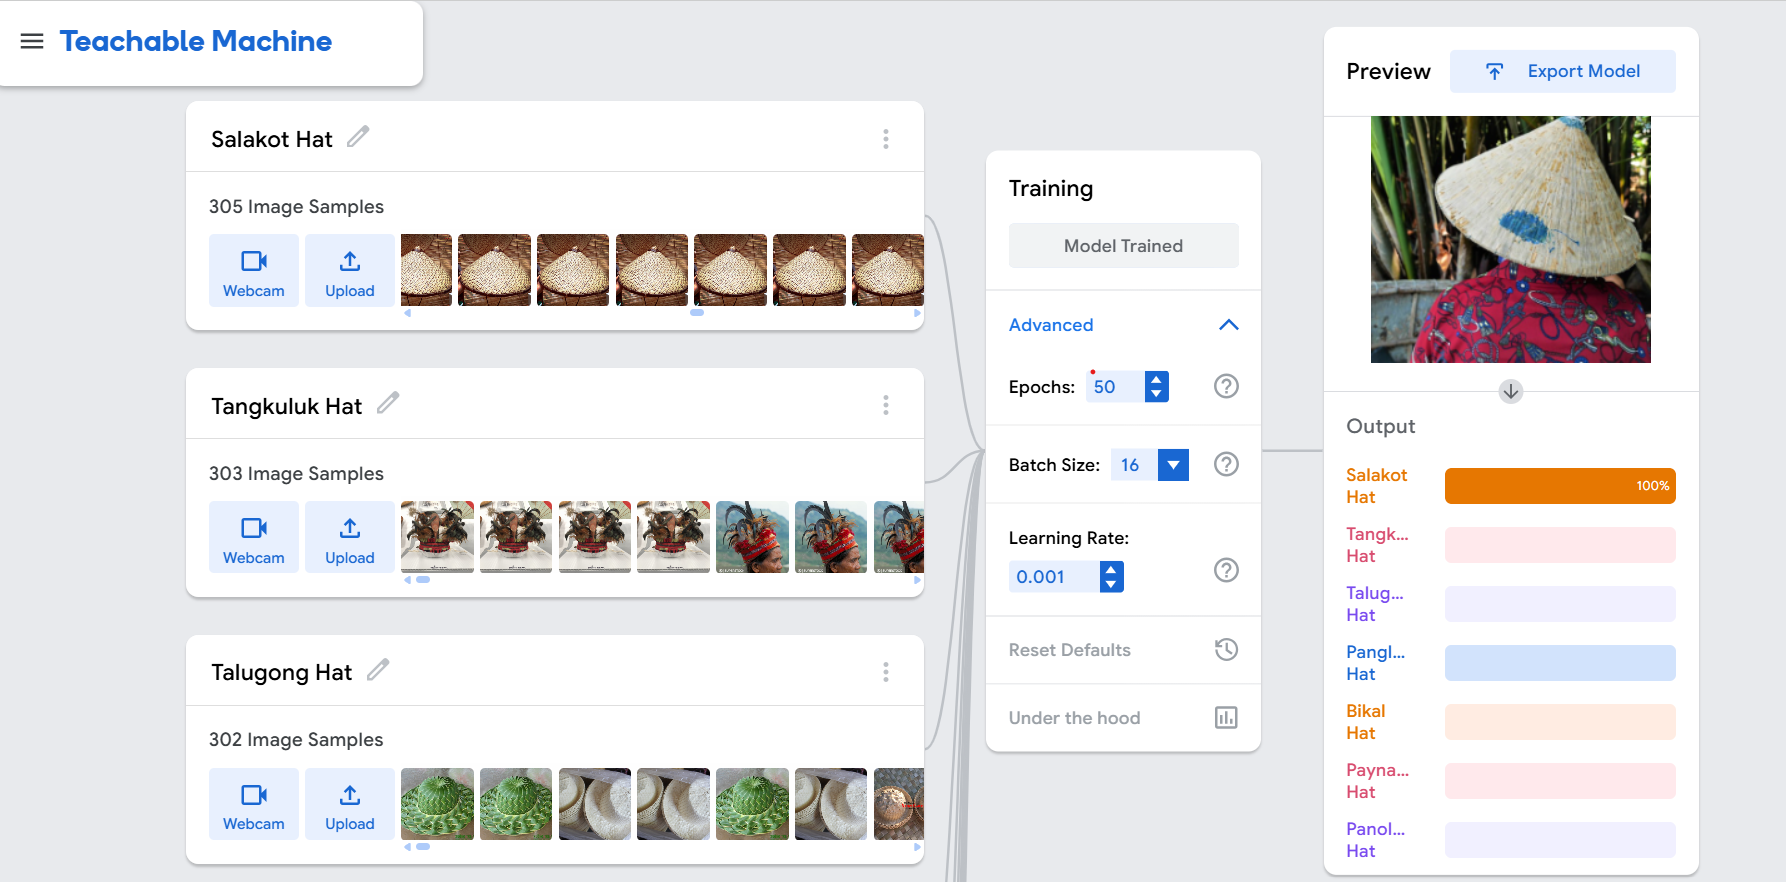 Teachable Machine
Salakot Hat
305 Image Samples
Webcam
Upload
Tangkuluk Hat
303 Image Samples
Webcam
Upload
Talugong Hat
302 Image Samples
Webcam
Upload
Training
Model Trained
Advanced
Epochs: 50
Batch Size: 16
Learning Rate:
0.001
Reset Defaults
Under the hood
Preview
Export Model
Output
Salakot
Hat
100%
Tangk...
Hat
Talug...
Hat
Pangl...
Hat
Bikal
Hat
Payna...
Hat
Panol...
Hat